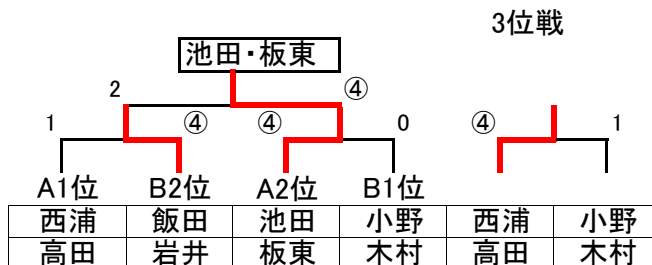 3位戦
池田・板東
2 ④
1 ④ ④ 0 ④ 1
A1位 B2位 A2位 B1位
西浦 飯田 池田 小野 西浦 小野
高田 岩井 板東 木村 高田 木村